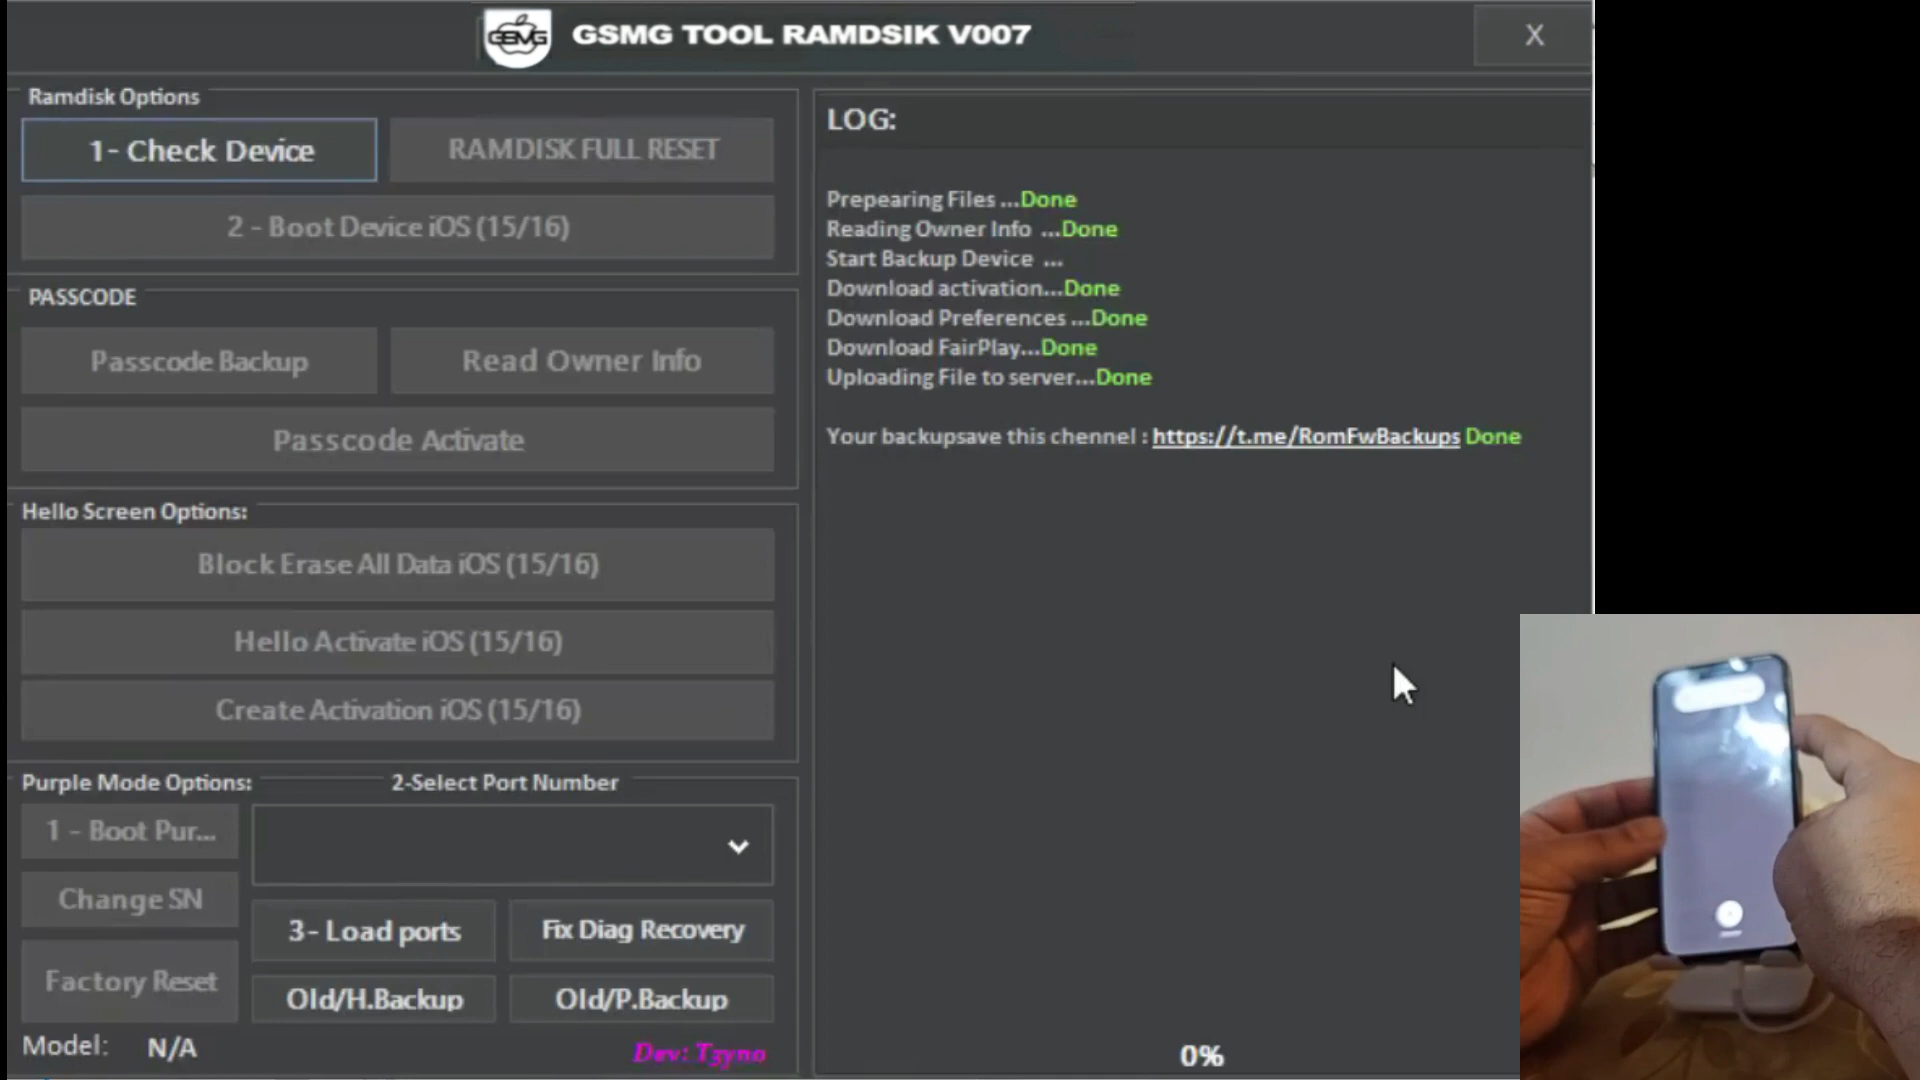 GSMG
GSMG TOOL RAMDSIK V007
X
Ramdisk Options
1- Check Device
RAMDISK FULL RESET
2 - Boot Device iOS (15/16)
PASSCODE
Passcode Backup
Read Owner Info
Passcode Activate
Hello Screen Options:
Block Erase All Data iOS (15/16)
Hello Activate iOS (15/16)
Create Activation iOS (15/16)
Purple Mode Options:
2-Select Port Number
1 - Boot Pur...
Change SN
3- Load ports
Fix Diag Recovery
Factory Reset
Old/H.Backup
Old/P.Backup
Model: N/A
Dev: T3yno
LOG:
Prepearing Files ...Done
Reading Owner Info ...Done
Start Backup Device ...
Download activation...Done
Download Preferences ...Done
Download FairPlay...Done
Uploading File to server...Done
Your backupsave this chennel : https://t.me/RomFwBackups Done
0%